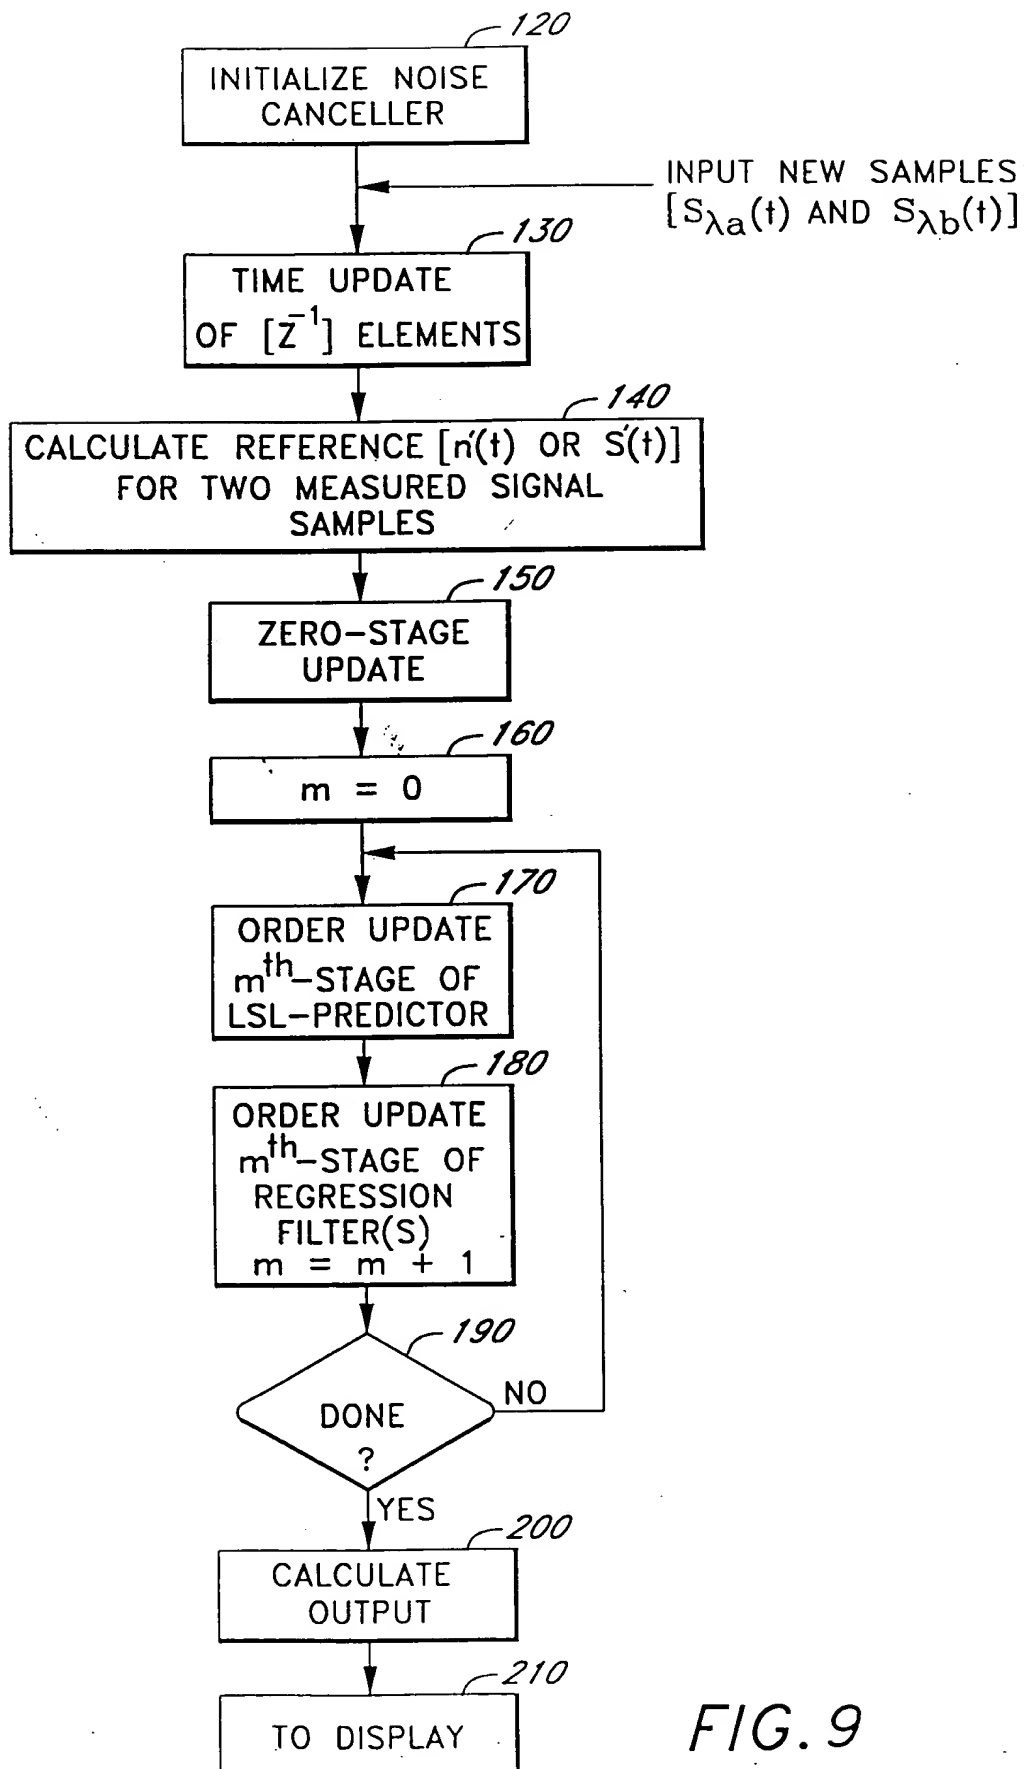 120
INITIALIZE NOISE
CANCELLER
INPUT NEW SAMPLES
[Sλa(t) AND Sλb(t)]
130
TIME UPDATE
OF [Z⁻¹] ELEMENTS
140
CALCULATE REFERENCE [n'(t) OR S'(t)]
FOR TWO MEASURED SIGNAL
SAMPLES
150
ZERO-STAGE
UPDATE
160
m = 0
170
ORDER UPDATE
mth-STAGE OF
LSL-PREDICTOR
180
ORDER UPDATE
mth-STAGE OF
REGRESSION
FILTER(S)
m = m + 1
190
DONE
?
NO
YES
200
CALCULATE
OUTPUT
210
TO DISPLAY
FIG. 9